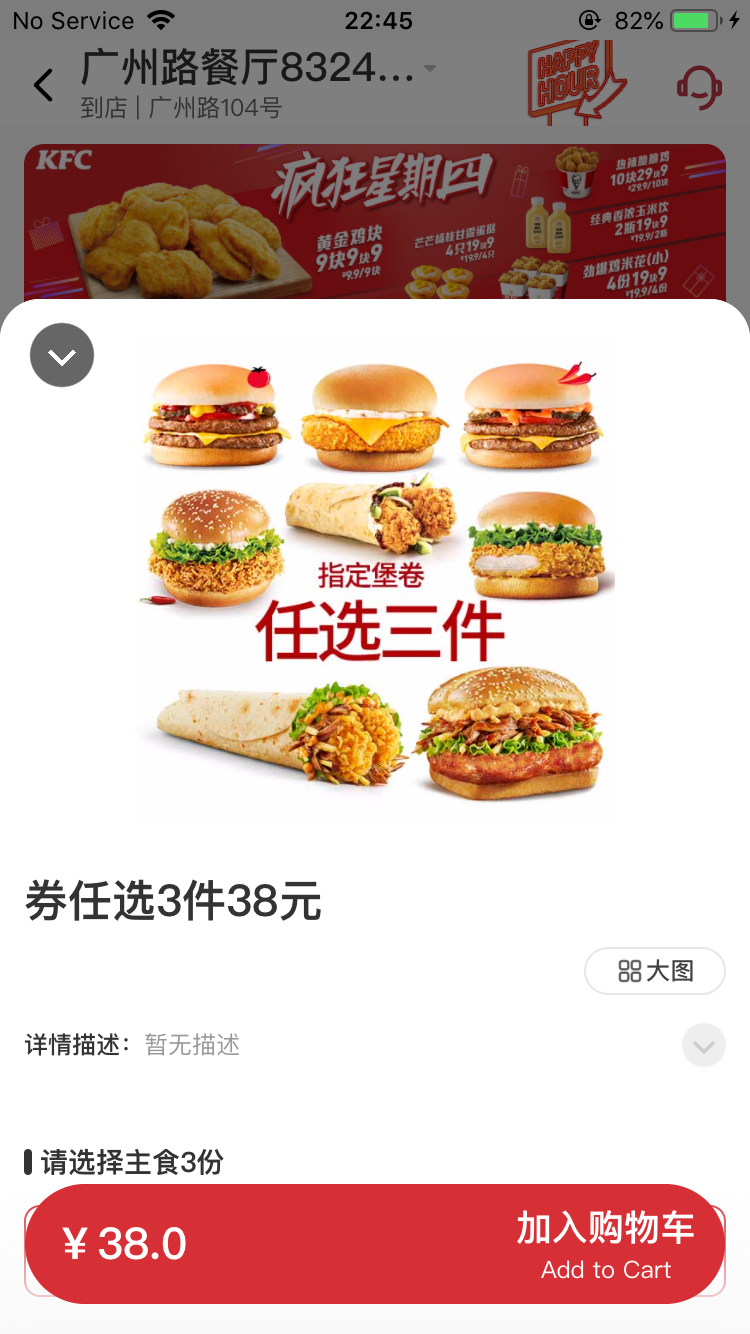 No Service
22:45
82%
广州路餐厅8324...
到店 | 广州路104号
HAPPY
HOUR
KFC
疯狂星期四
黄金鸡块
9块9块9
¥9.9/9块
芒芒杨枝甘露蛋挞
4只19块9
¥19.9/4只
热辣脆脆鸡
10块29块9
¥29.9/10块
经典香浓玉米饮
2瓶19块9
¥19.9/2瓶
劲爆鸡米花(小)
4份19块9
¥19.9/4份
指定堡卷
任选三件
券任选3件38元
大图
详情描述： 暂无描述
请选择主食3份
¥ 38.0
加入购物车
Add to Cart